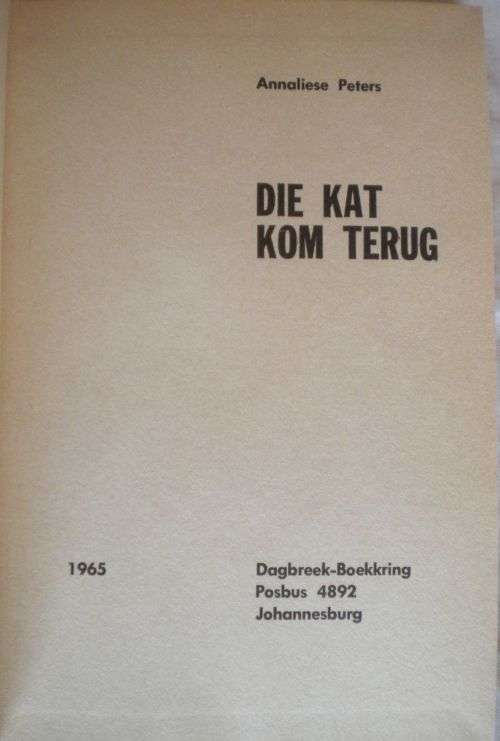 Annaliese Peters
DIE KAT
KOM TERUG
1965
Dagbreek-Boekkring
Posbus 4892
Johannesburg